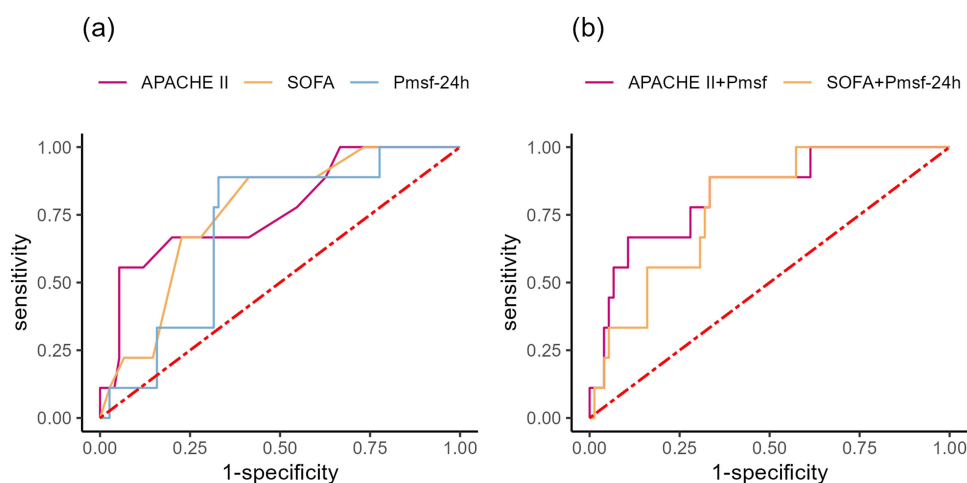 (a)
APACHE II SOFA Pmsf-24h
1.00
0.75
0.50
0.25
0.00
sensitivity
0.00 0.25 0.50 0.75 1.00
1-specificity
(b)
APACHE II+Pmsf SOFA+Pmsf-24h
1.00
0.75
0.50
0.25
0.00
sensitivity
0.00 0.25 0.50 0.75 1.00
1-specificity